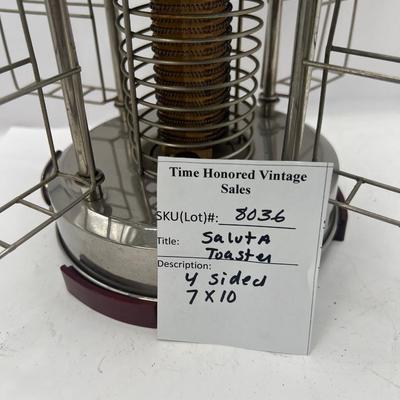 Time Honored Vintage
Sales
SKU(Lot)#: 8036
Title: Saluta
Toaster
Description:
4 sided
7 x 10